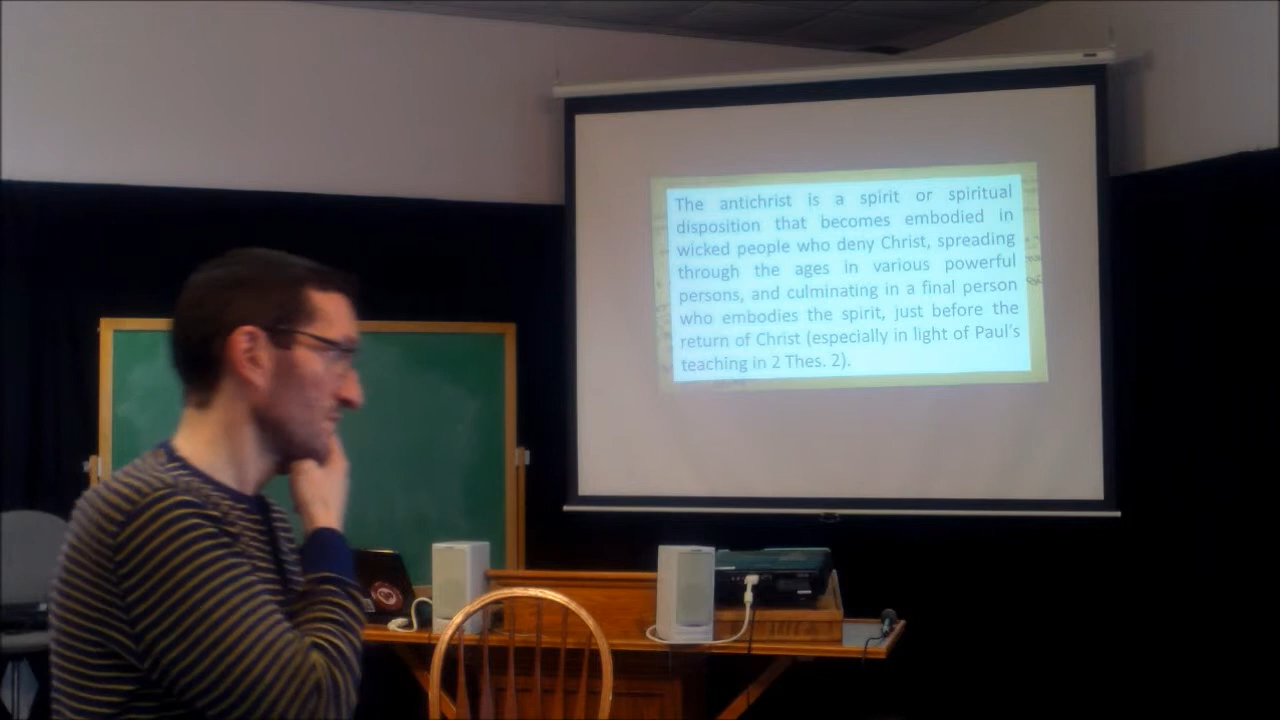 The antichrist is a spirit or spiritual
disposition that becomes embodied in
wicked people who deny Christ, spreading
through the ages in various powerful
persons, and culminating in a final person
who embodies the spirit, just before the
return of Christ (especially in light of Paul's
teaching in 2 Thes. 2).